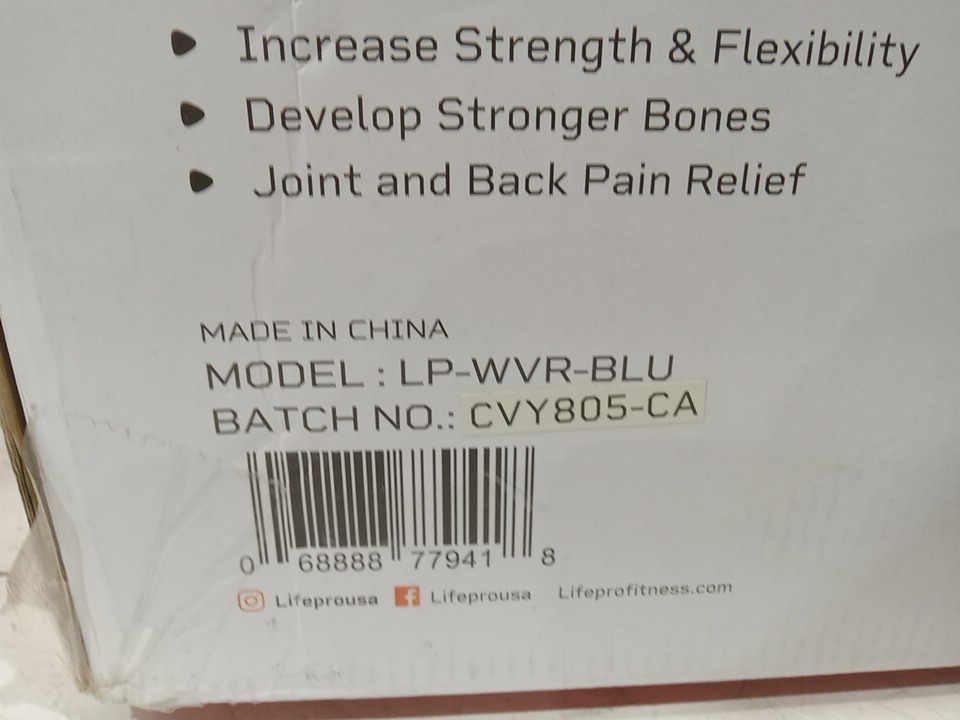 Increase Strength & Flexibility
Develop Stronger Bones
Joint and Back Pain Relief
MADE IN CHINA
MODEL : LP-WVR-BLU
BATCH NO.: CVY805-CA
0 68888 77941 8
Lifeprousa Lifeprousa Lifeprofitness.com